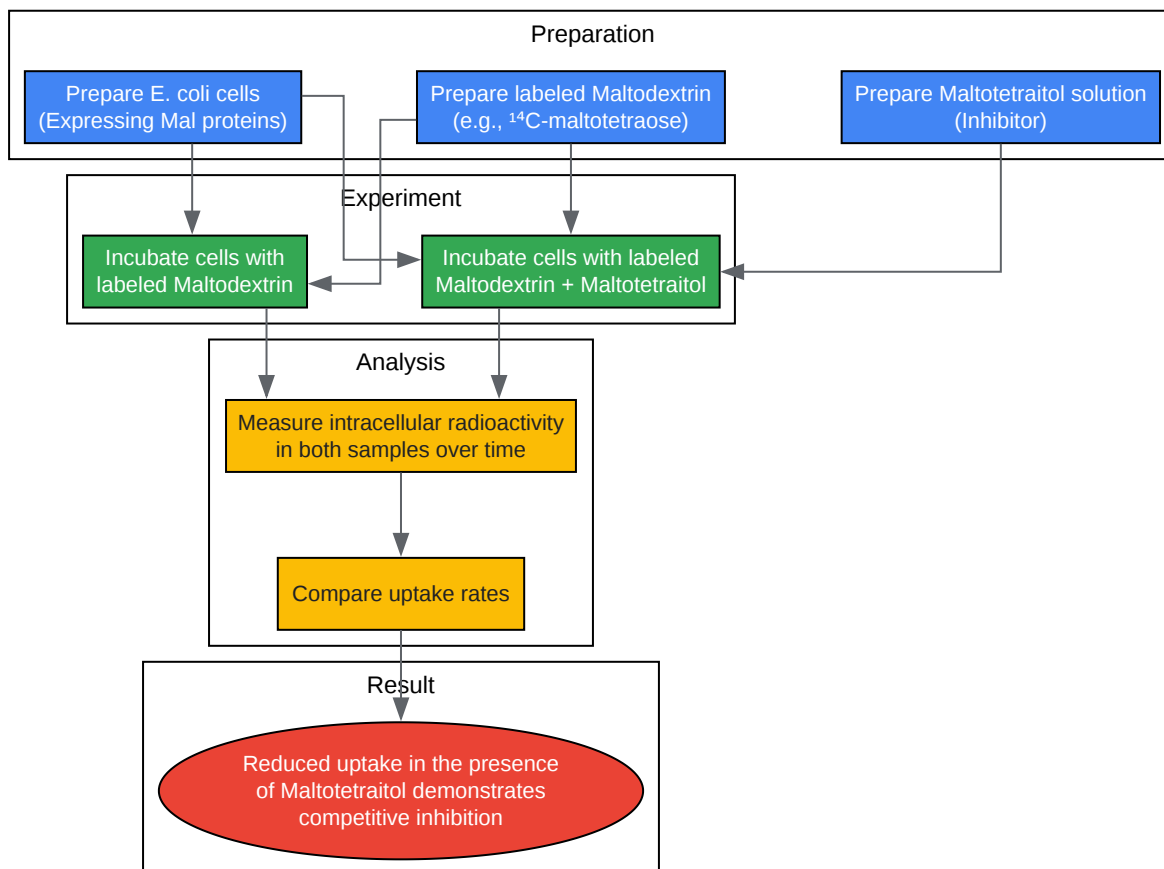 Preparation
Prepare E. coli cells
(Expressing Mal proteins)
Prepare labeled Maltodextrin
(e.g., ¹⁴C-maltotetraose)
Prepare Maltotetraitol solution
(Inhibitor)
Experiment
Incubate cells with
labeled Maltodextrin
Incubate cells with labeled
Maltodextrin + Maltotetraitol
Analysis
Measure intracellular radioactivity
in both samples over time
Compare uptake rates
Result
Reduced uptake in the presence
of Maltotetraitol demonstrates
competitive inhibition